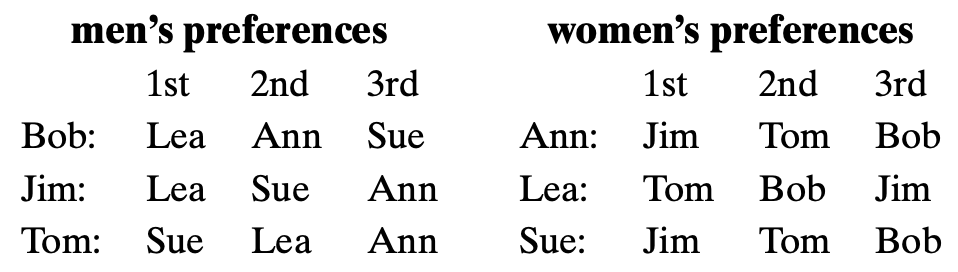 men’s preferences women’s preferences
1st 2nd 3rd 1st 2nd 3rd
Bob: Lea Ann Sue Ann: Jim Tom Bob
Jim: Lea Sue Ann Lea: Tom Bob Jim
Tom: Sue Lea Ann Sue: Jim Tom Bob